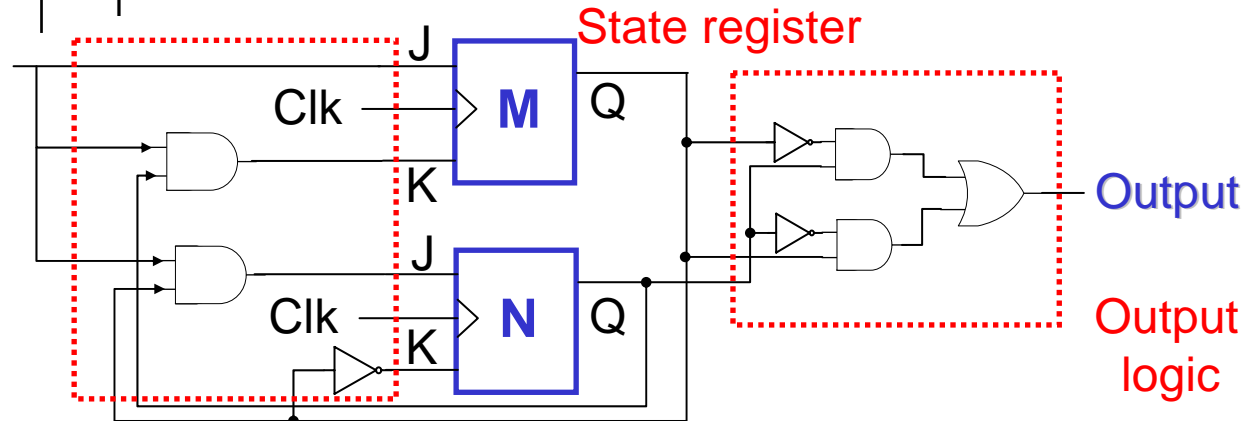 State register
J
Clk
M
Q
K
Output
J
Clk
N
Q
K
Output
logic